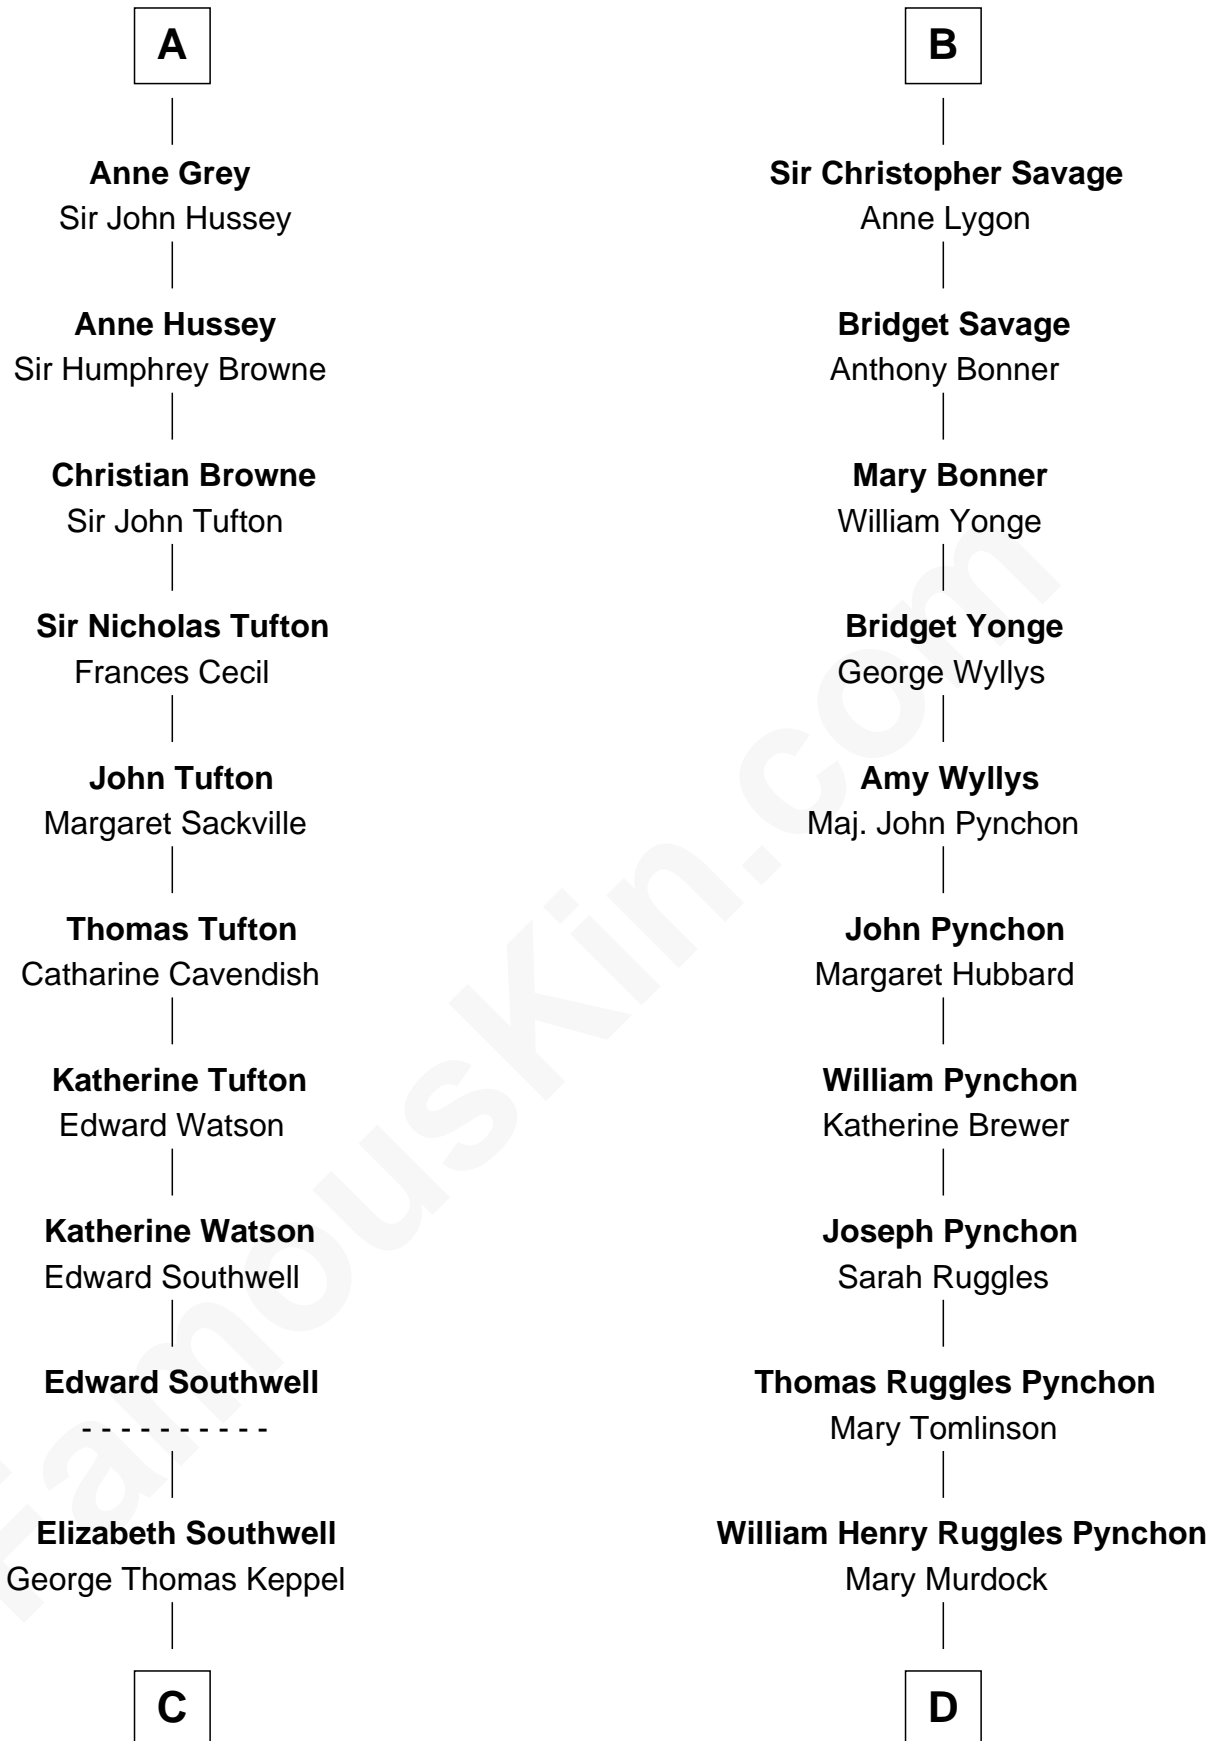 A
Anne Grey
Sir John Hussey
Anne Hussey
Sir Humphrey Browne
Christian Browne
Sir John Tufton
Sir Nicholas Tufton
Frances Cecil
John Tufton
Margaret Sackville
Thomas Tufton
Catharine Cavendish
Katherine Tufton
Edward Watson
Katherine Watson
Edward Southwell
Edward Southwell
- - - - - - - - - -
Elizabeth Southwell
George Thomas Keppel
C
B
Sir Christopher Savage
Anne Lygon
Bridget Savage
Anthony Bonner
Mary Bonner
William Yonge
Bridget Yonge
George Wyllys
Amy Wyllys
Maj. John Pynchon
John Pynchon
Margaret Hubbard
William Pynchon
Katherine Brewer
Joseph Pynchon
Sarah Ruggles
Thomas Ruggles Pynchon
Mary Tomlinson
William Henry Ruggles Pynchon
Mary Murdock
D
FamousKin.com